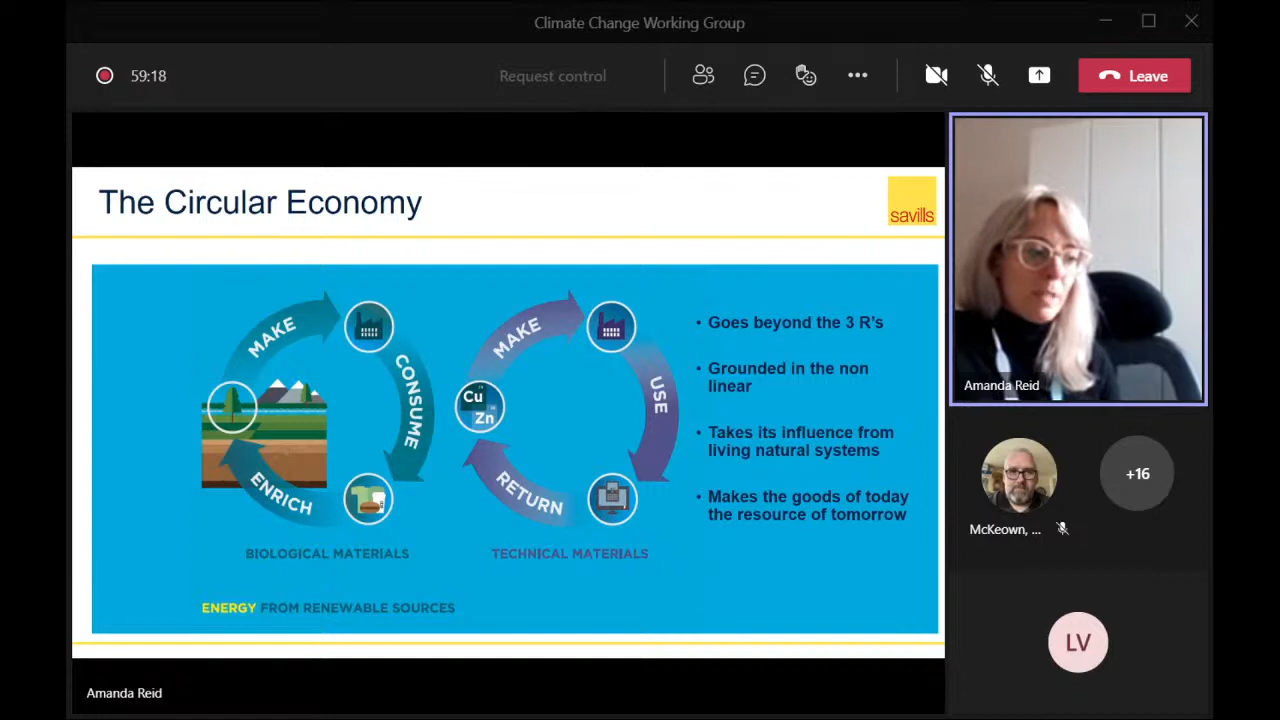 Climate Change Working Group
59:18
Request control
Leave
The Circular Economy
savills
MAKE
CONSUME
ENRICH
BIOLOGICAL MATERIALS
MAKE
USE
RETURN
Cu
Zn
TECHNICAL MATERIALS
ENERGY FROM RENEWABLE SOURCES
• Goes beyond the 3 R's
• Grounded in the non
linear
• Takes its influence from
living natural systems
• Makes the goods of today
the resource of tomorrow
Amanda Reid
McKeown, ...
+16
LV
Amanda Reid